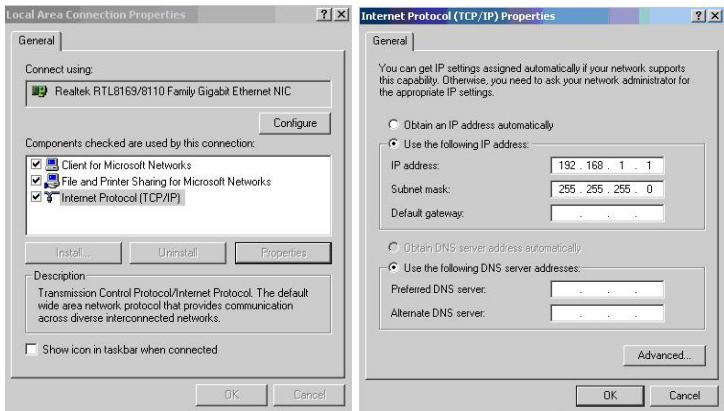 Local Area Connection Properties
General
Connect using:
Realtek RTL8169/8110 Family Gigabit Ethernet NIC
Configure
Components checked are used by this connection:
Client for Microsoft Networks
File and Printer Sharing for Microsoft Networks
Internet Protocol (TCP/IP)
Install...
Uninstall
Properties
Description
Transmission Control Protocol/Internet Protocol. The default
wide area network protocol that provides communication
across diverse interconnected networks.
Show icon in taskbar when connected
OK
Cancel
Internet Protocol (TCP/IP) Properties
General
You can get IP settings assigned automatically if your network supports
this capability. Otherwise, you need to ask your network administrator for
the appropriate IP settings.
Obtain an IP address automatically
Use the following IP address:
IP address:
192 . 168 . 1 . 1
Subnet mask:
255 . 255 . 255 . 0
Default gateway:
. . .
Obtain DNS server address automatically
Use the following DNS server addresses:
Preferred DNS server:
. . .
Alternate DNS server:
. . .
Advanced...
OK
Cancel